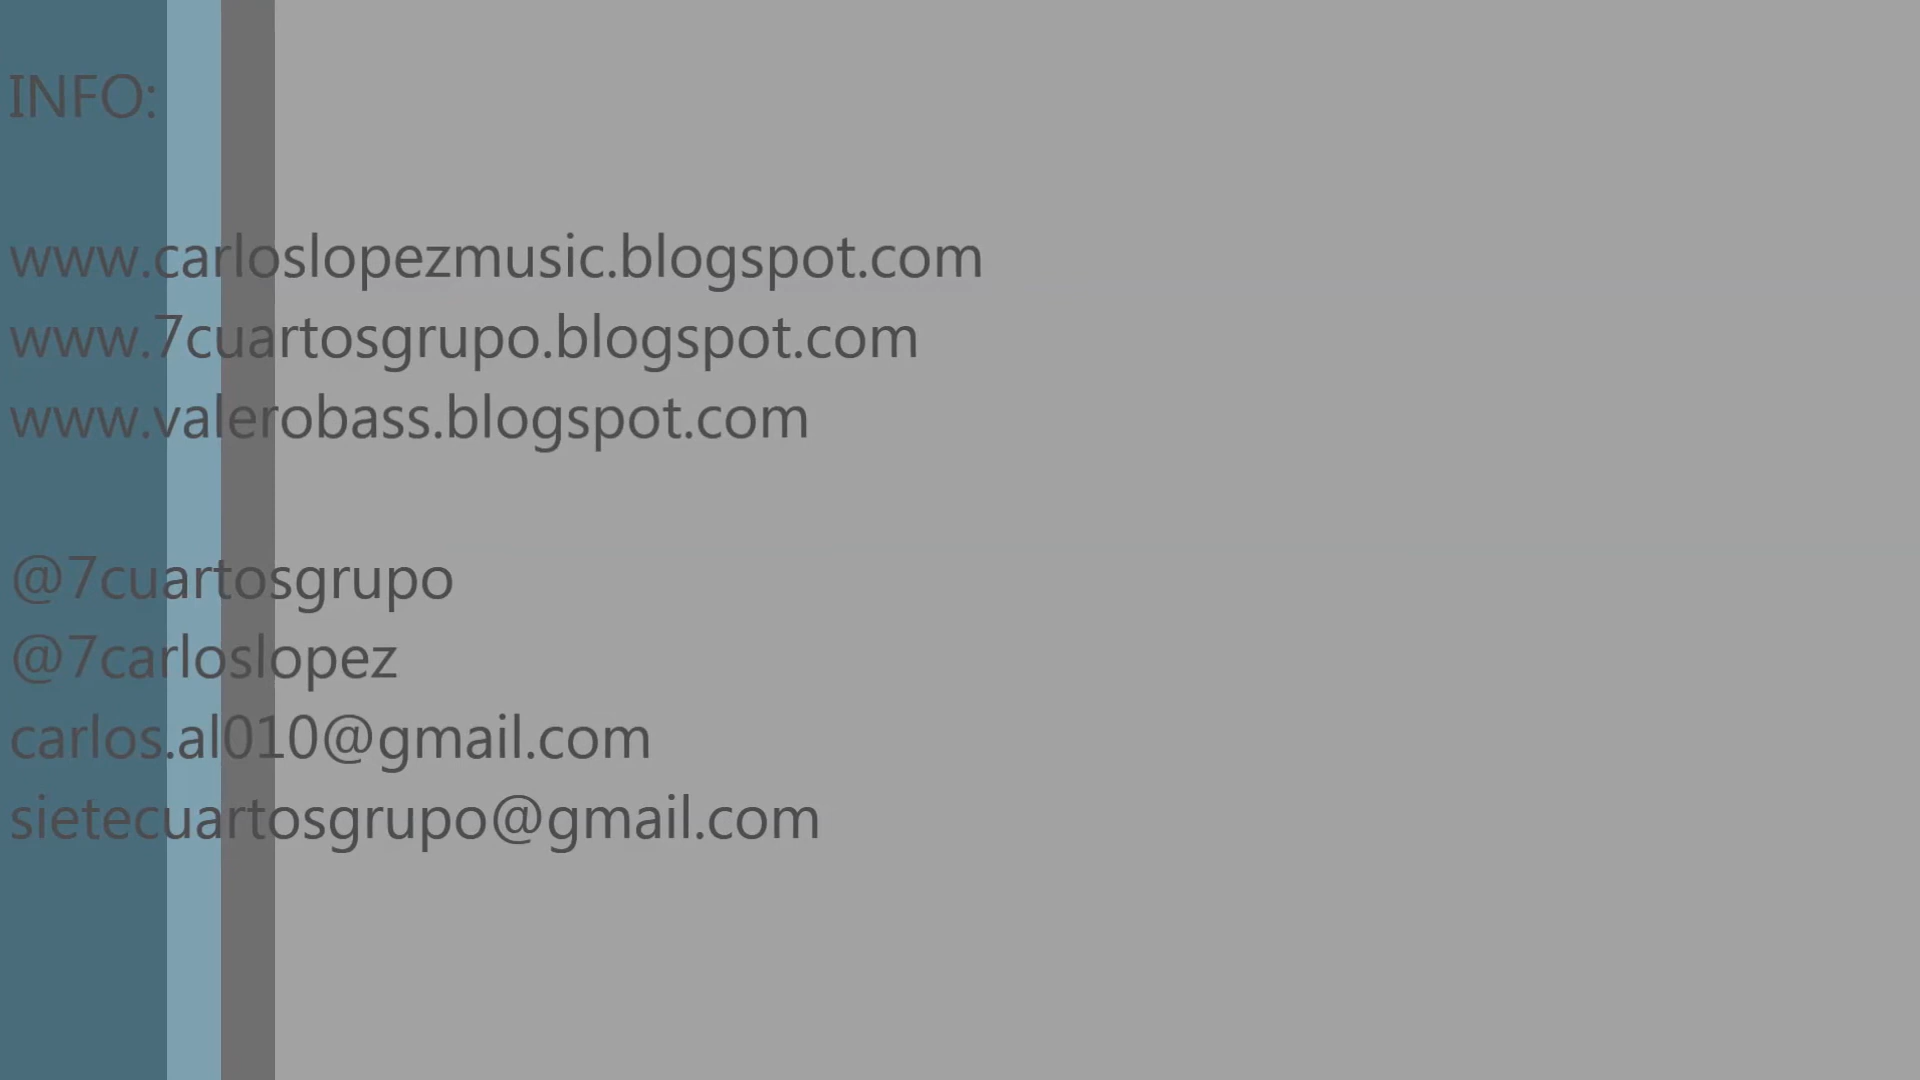 INFO:
www.carloslopezmusic.blogspot.com
www.7cuartosgrupo.blogspot.com
www.valerobass.blogspot.com
@7cuartosgrupo
@7carloslopez
carlos.al010@gmail.com
sietecuartosgrupo@gmail.com